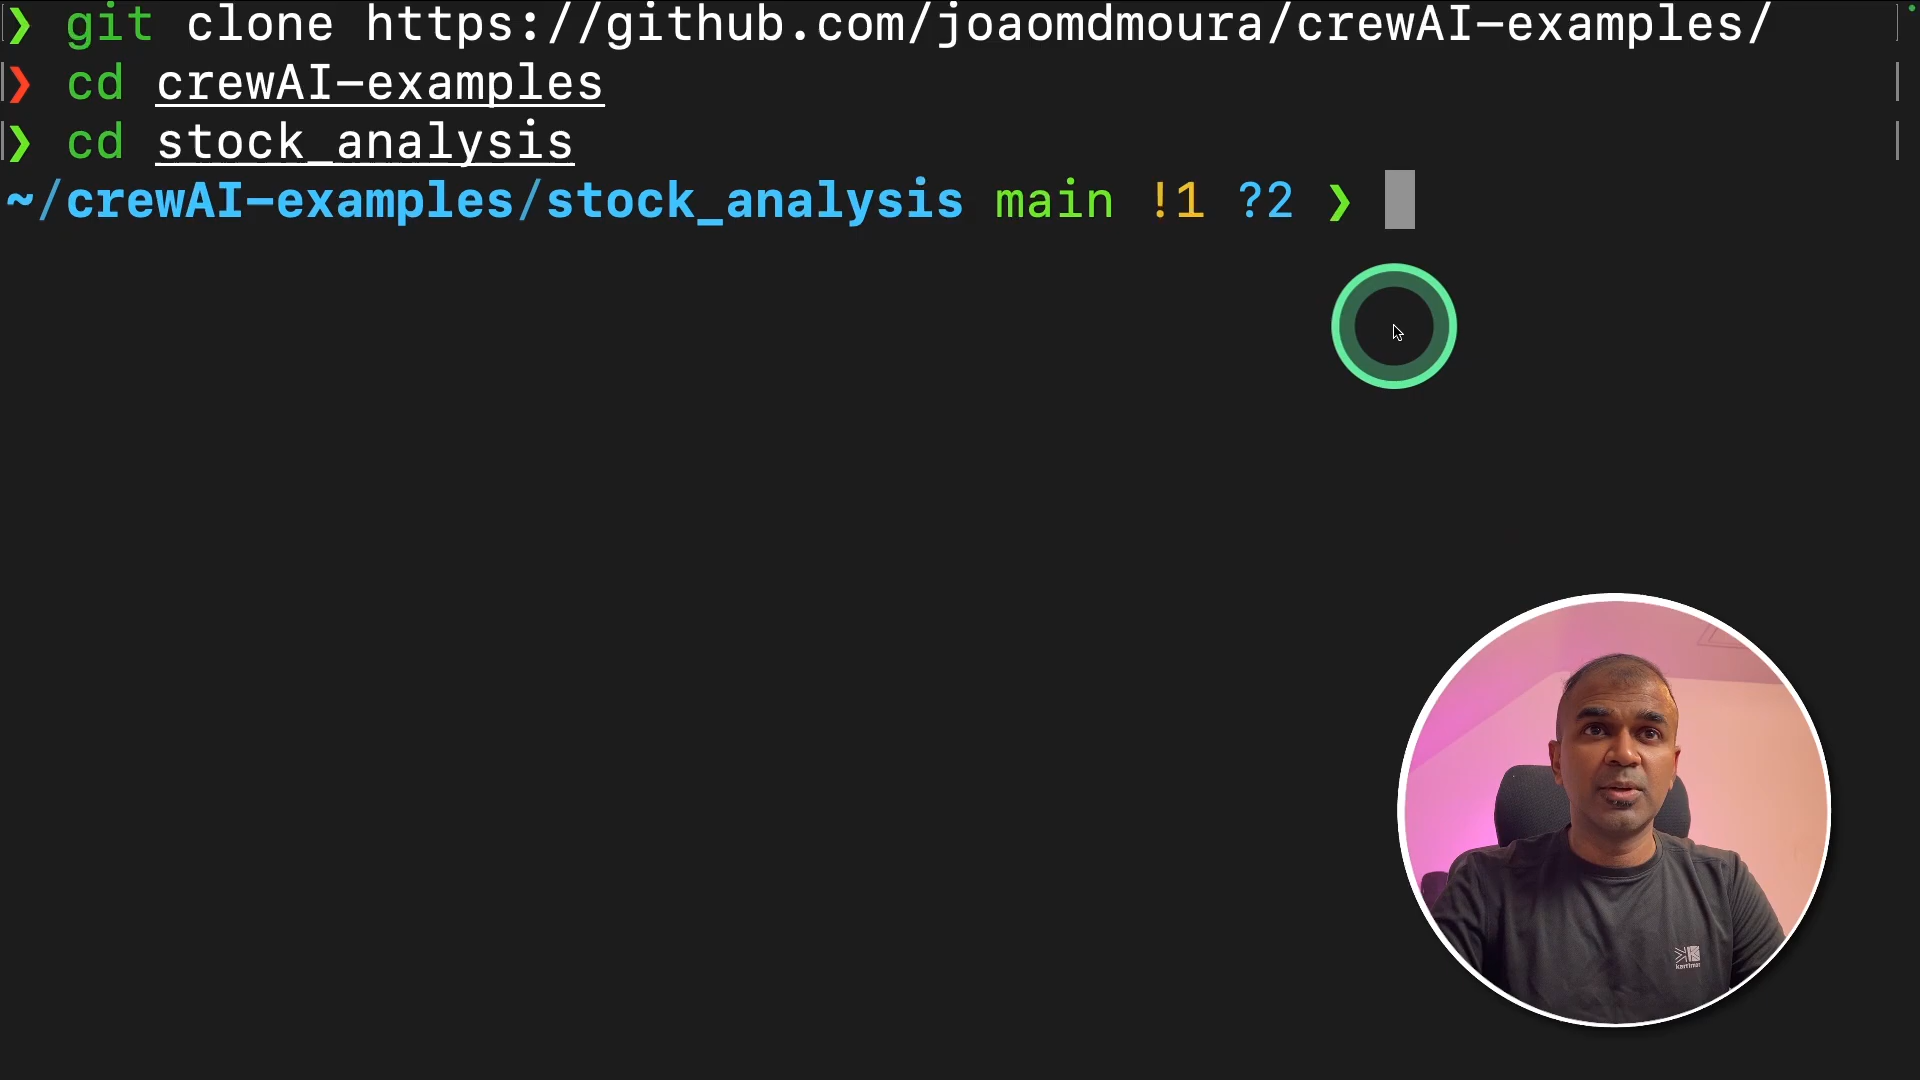 ❯ git clone https://github.com/joaomdmoura/crewAI-examples/
❯ cd crewAI-examples
❯ cd stock_analysis
~/crewAI-examples/stock_analysis main !1 ?2 ❯
karrimor